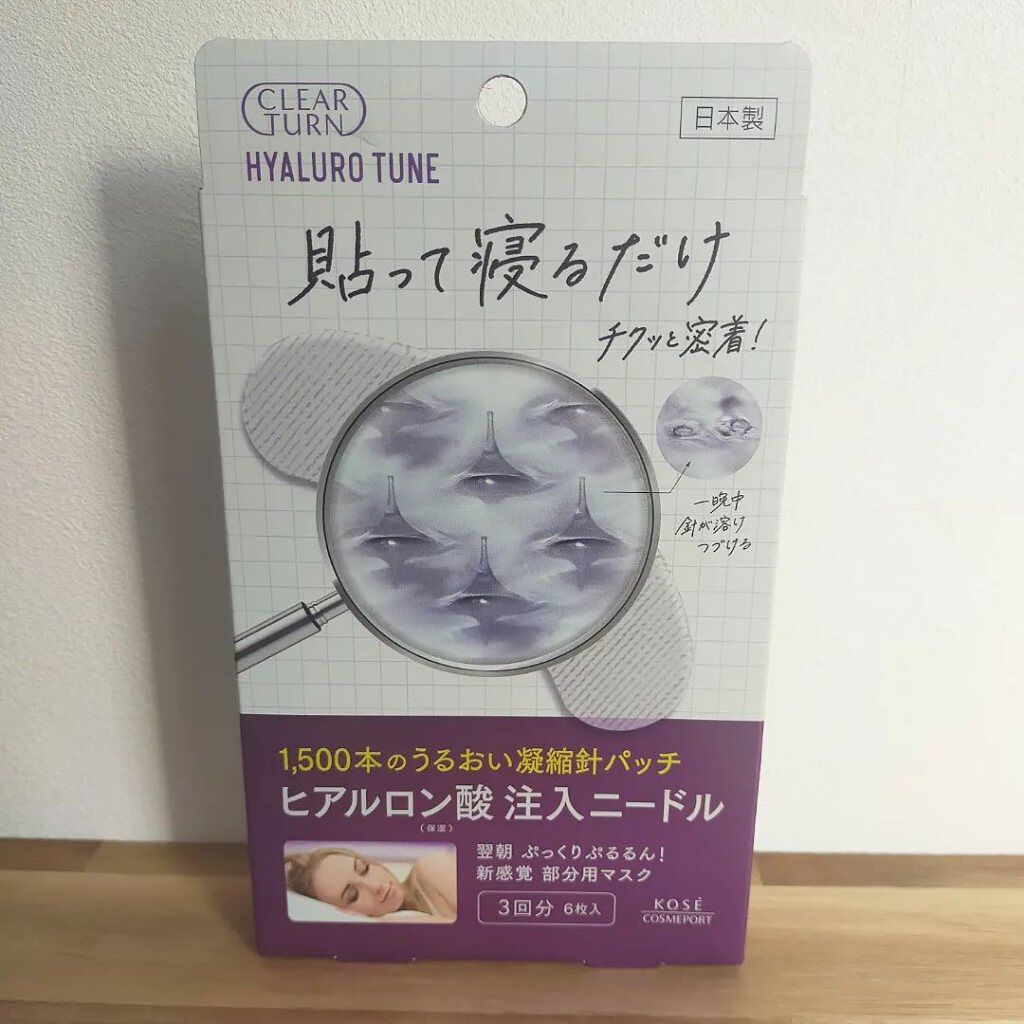 CLEAR
TURN
日本製
HYALURO TUNE
貼って寝るだけ
チクッと密着!
一晩中
針が溶け
つづける
1,500本のうるおい凝縮針パッチ
ヒアルロン酸 注入ニードル
(保湿)
翌朝 ぷっくりぷるるん!
新感覚 部分用マスク
3回分 6枚入
KOSÉ
COSMEPORT